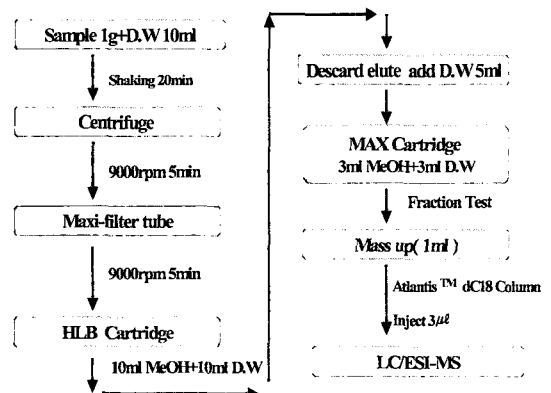 Sample 1g+D.W 10ml
Shaking 20min
Centrifuge
9000rpm 5min
Maxi-filter tube
9000rpm 5min
HLB Cartridge
10ml MeOH+10ml D.W
Descard elute add D.W 5ml
MAX Cartridge
3ml MeOH+3ml D.W
Fraction Test
Mass up( 1ml )
Atlantis ™ dC18 Column
Inject 3㎕
LC/ESI-MS